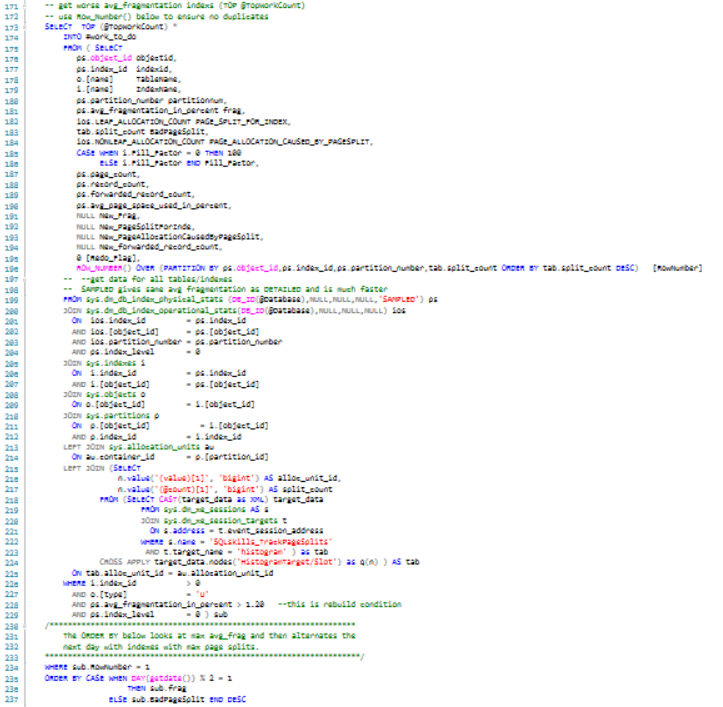 171 -- get worse avg_fragmentation indexs (TOP @TopWorkCount)
172 -- use Row_Number() below to ensure no duplicates
173 SELECT TOP (@TopWorkCount) *
174 INTO #work_to_do
175 FROM ( SELECT
176 ps.object_id objectid,
177 ps.index_id indexid,
178 o.[name] TableName,
179 i.[name] IndexName,
180 ps.partition_number partitionnum,
181 ps.avg_fragmentation_in_percent frag,
182 ios.LEAF_ALLOCATION_COUNT PAGE_SPLIT_FOR_INDEX,
183 tab.split_count BadPageSplit,
184 ios.NONLEAF_ALLOCATION_COUNT PAGE_ALLOCATION_CAUSED_BY_PAGESPLIT,
185 CASE WHEN i.Fill_Factor = 0 THEN 100
186 ELSE i.Fill_Factor END Fill_Factor,
187 ps.page_count,
188 ps.record_count,
189 ps.forwarded_record_count,
190 ps.avg_page_space_used_in_percent,
191 NULL New_Frag,
192 NULL New_PageSplitForInde,
193 NULL New_PageAllocationCausedByPageSplit,
194 NULL New_forwarded_record_count,
195 0 [Redo_Flag],
196 ROW_NUMBER() OVER (PARTITION BY ps.object_id,ps.index_id,ps.partition_number,tab.split_count ORDER BY tab.split_count DESC) [RowNumber]
197 -- --get data for all tables/indexes
198 -- SAMPLED gives same avg fragmentation as DETAILED and is much faster
199 FROM sys.dm_db_index_physical_stats (DB_ID(@Database),NULL,NULL,NULL,'SAMPLED') ps
200 JOIN sys.dm_db_index_operational_stats(DB_ID(@Database),NULL,NULL,NULL) ios
201 ON ios.index_id = ps.index_id
202 AND ios.[object_id] = ps.[object_id]
203 AND ios.partition_number = ps.partition_number
204 AND ps.index_level = 0
205 JOIN sys.indexes i
206 ON i.index_id = ps.index_id
207 AND i.[object_id] = ps.[object_id]
208 JOIN sys.objects o
209 ON o.[object_id] = i.[object_id]
210 JOIN sys.partitions p
211 ON p.[object_id] = i.[object_id]
212 AND p.index_id = i.index_id
213 LEFT JOIN sys.allocation_units au
214 ON au.container_id = p.[partition_id]
215 LEFT JOIN (SELECT
216 n.value('(value)[1]', 'bigint') AS alloc_unit_id,
217 n.value('(@count)[1]', 'bigint') AS split_count
218 FROM (SELECT CAST(target_data as XML) target_data
219 FROM sys.dm_xe_sessions AS s
220 JOIN sys.dm_xe_session_targets t
221 ON s.address = t.event_session_address
222 WHERE s.name = 'SQLskills_TrackPageSplits'
223 AND t.target_name = 'histogram' ) as tab
224 CROSS APPLY target_data.nodes('HistogramTarget/Slot') as q(n) ) AS tab
225 ON tab.alloc_unit_id = au.allocation_unit_id
226 WHERE i.index_id > 0
227 AND o.[type] = 'U'
228 AND ps.avg_fragmentation_in_percent > 1.20 --this is rebuild condition
229 AND ps.index_level = 0 ) sub
230 /**********************************************************************
231 The ORDER BY below looks at max avg_frag and then alternates the
232 next day with indexes with max page splits.
233 ************************************************************************/
234 WHERE sub.RowNumber = 1
235 ORDER BY CASE WHEN DAY(getdate()) % 2 = 1
236 THEN sub.frag
237 ELSE sub.BadPageSplit END DESC